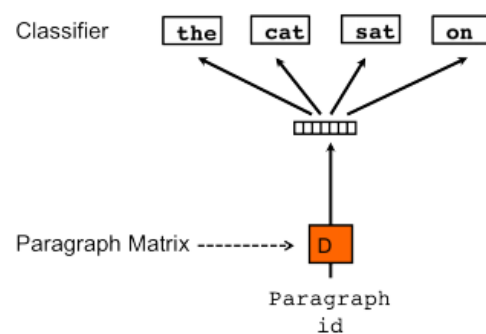 Classifier the cat sat on
Paragraph Matrix D
Paragraph
id